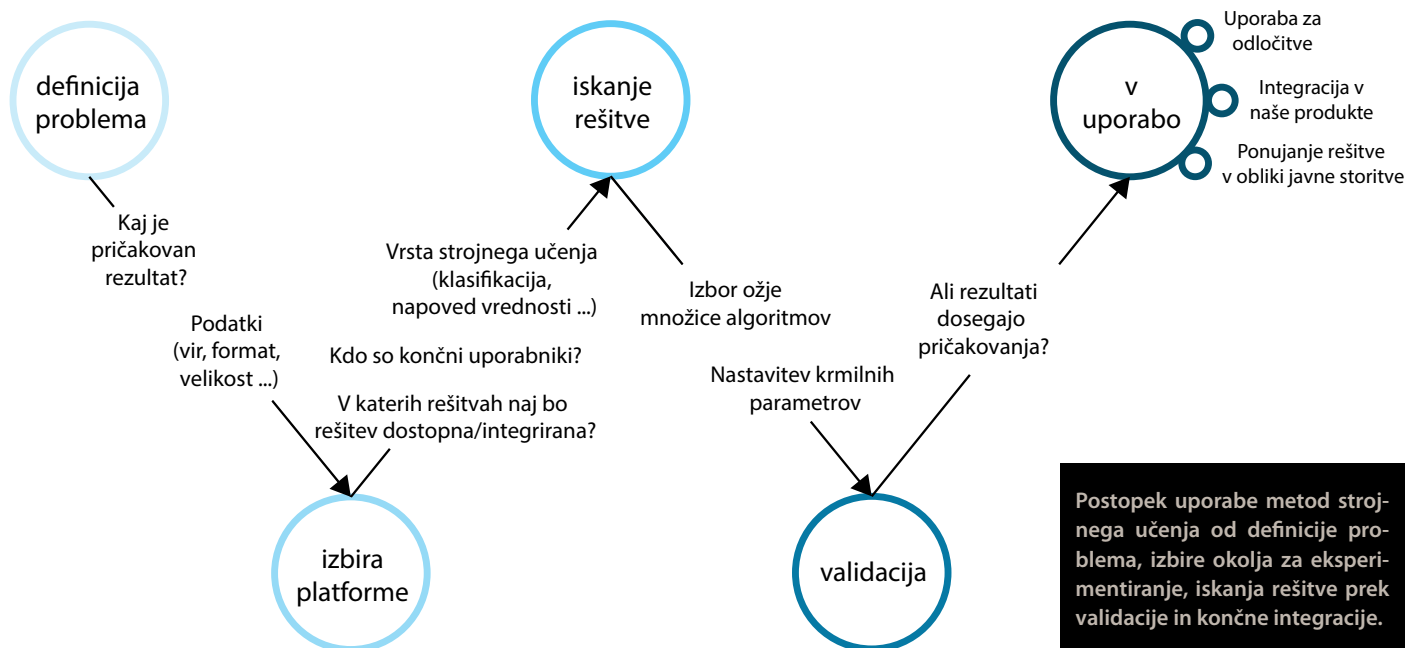 definicija
problema
Kaj je
pričakovan
rezultat?
Podatki
(vir, format,
velikost ...)
izbira
platforme
V katerih rešitvah naj bo
rešitev dostopna/integrirana?
Kdo so končni uporabniki?
Vrsta strojnega učenja
(klasifikacija,
napoved vrednosti ...)
iskanje
rešitve
Izbor ožje
množice algoritmov
Nastavitev krmilnih
parametrov
validacija
Ali rezultati
dosegajo
pričakovanja?
v
uporabo
Uporaba za
odločitve
Integracija v
naše produkte
Ponujanje rešitve
v obliki javne storitve
Postopek uporabe metod stroj-
nega učenja od definicije pro-
blema, izbire okolja za eksperi-
mentiranje, iskanja rešitve prek
validacije in končne integracije.